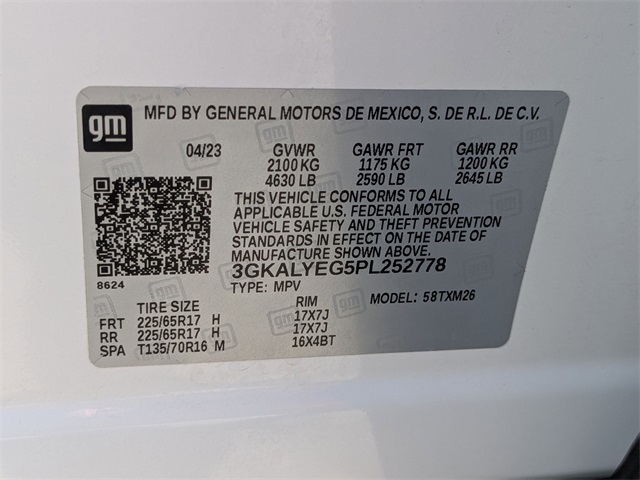 gm
MFD BY GENERAL MOTORS DE MEXICO, S. DE R.L. DE C.V.
04/23 GVWR GAWR FRT GAWR RR
2100 KG 1175 KG 1200 KG
4630 LB 2590 LB 2645 LB
THIS VEHICLE CONFORMS TO ALL
APPLICABLE U.S. FEDERAL MOTOR
VEHICLE SAFETY AND THEFT PREVENTION
STANDARDS IN EFFECT ON THE DATE OF
MANUFACTURE SHOWN ABOVE.
3GKALYEG5PL252778
8624
TYPE: MPV MODEL: 58TXM26
TIRE SIZE RIM
FRT 225/65R17 H 17X7J
RR 225/65R17 H 17X7J
SPA T135/70R16 M 16X4BT